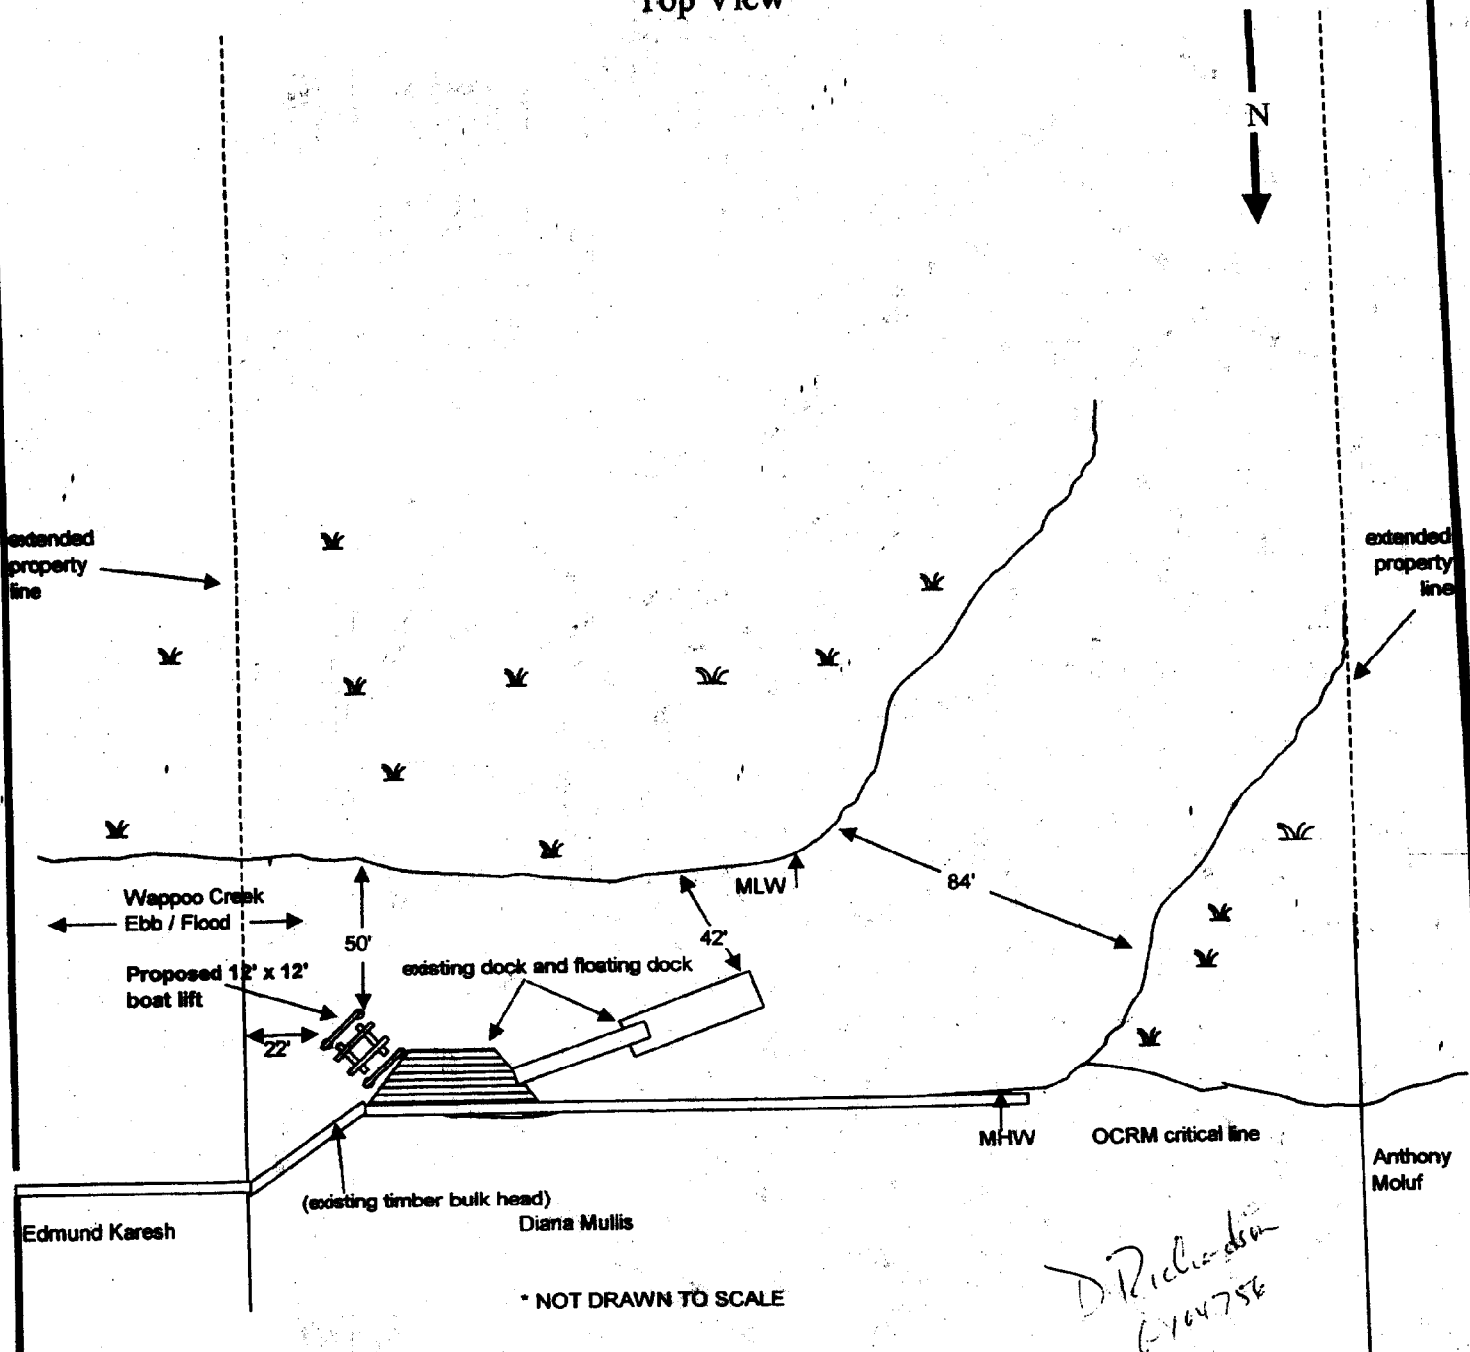 Top View
N
extended
property
line
extended
property
line
MLW
84'
Wappoo Creek
Ebb / Flood
50'
42'
existing dock and floating dock
Proposed 12' x 12'
boat lift
22'
MHW
OCRM critical line
Anthony
Moluf
(existing timber bulk head)
Diana Mullis
Edmund Karesh
D. Richardson
* NOT DRAWN TO SCALE